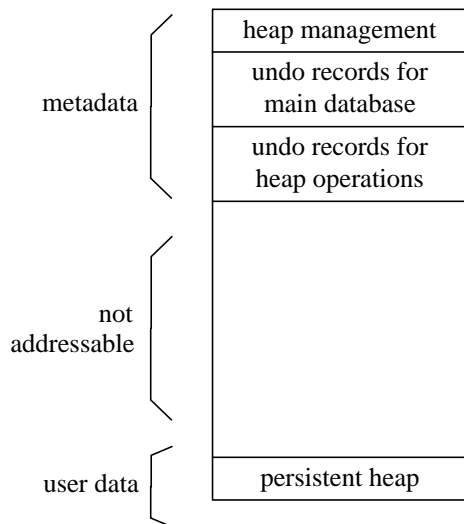 heap management
undo records for
main database
metadata
undo records for
heap operations
not
addressable
user data
persistent heap